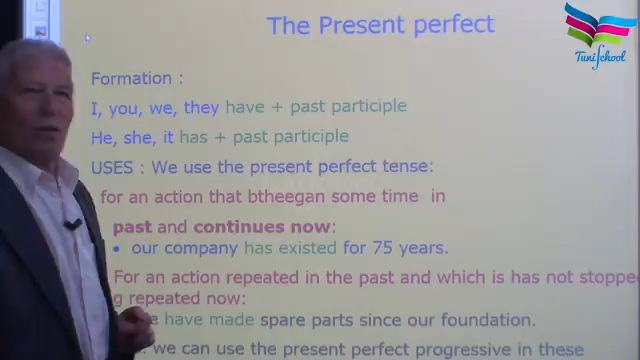 The Present perfect
Tunischool
Formation :
I, you, we, they have + past participle
He, she, it has + past participle
USES : We use the present perfect tense:
for an action that btheegan some time in
past and continues now:
• our company has existed for 75 years.
For an action repeated in the past and which is has not stopped
g repeated now:
have made spare parts since our foundation.
we can use the present perfect progressive in these